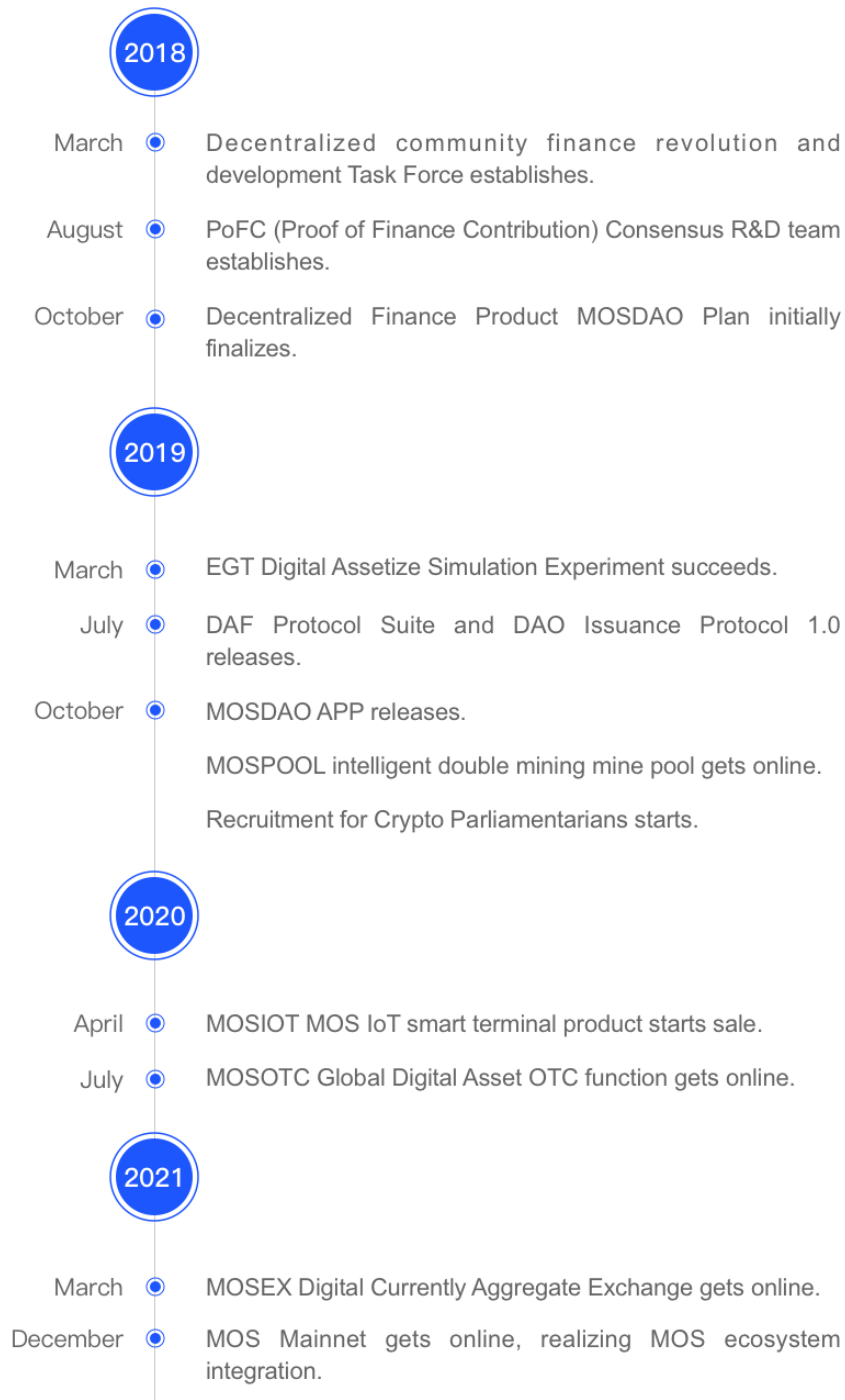 2018
March
Decentralized community finance revolution and
development Task Force establishes.
August
PoFC (Proof of Finance Contribution) Consensus R&D team
establishes.
October
Decentralized Finance Product MOSDAO Plan initially
finalizes.
2019
March
EGT Digital Assetize Simulation Experiment succeeds.
July
DAF Protocol Suite and DAO Issuance Protocol 1.0
releases.
October
MOSDAO APP releases.
MOSPOOL intelligent double mining mine pool gets online.
Recruitment for Crypto Parliamentarians starts.
2020
April
MOSIOT MOS IoT smart terminal product starts sale.
July
MOSOTC Global Digital Asset OTC function gets online.
2021
March
MOSEX Digital Currently Aggregate Exchange gets online.
December
MOS Mainnet gets online, realizing MOS ecosystem
integration.